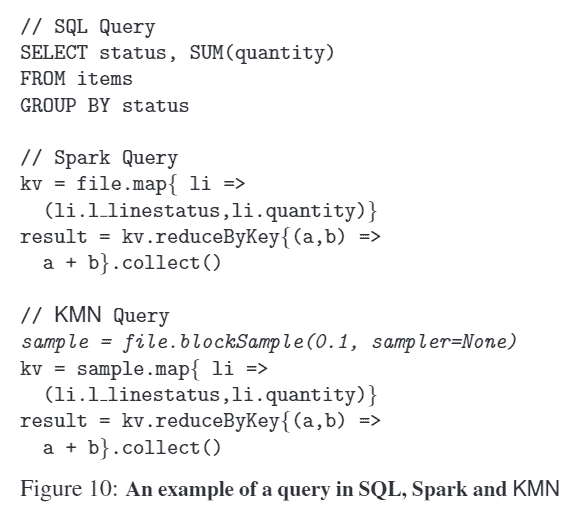 // SQL Query
SELECT status, SUM(quantity)
FROM items
GROUP BY status
// Spark Query
kv = file.map{ li =>
(li.l_linestatus,li.quantity)}
result = kv.reduceByKey{(a,b) =>
a + b}.collect()
// KMN Query
sample = file.blockSample(0.1, sampler=None)
kv = sample.map{ li =>
(li.l_linestatus,li.quantity)}
result = kv.reduceByKey{(a,b) =>
a + b}.collect()
Figure 10: An example of a query in SQL, Spark and KMN